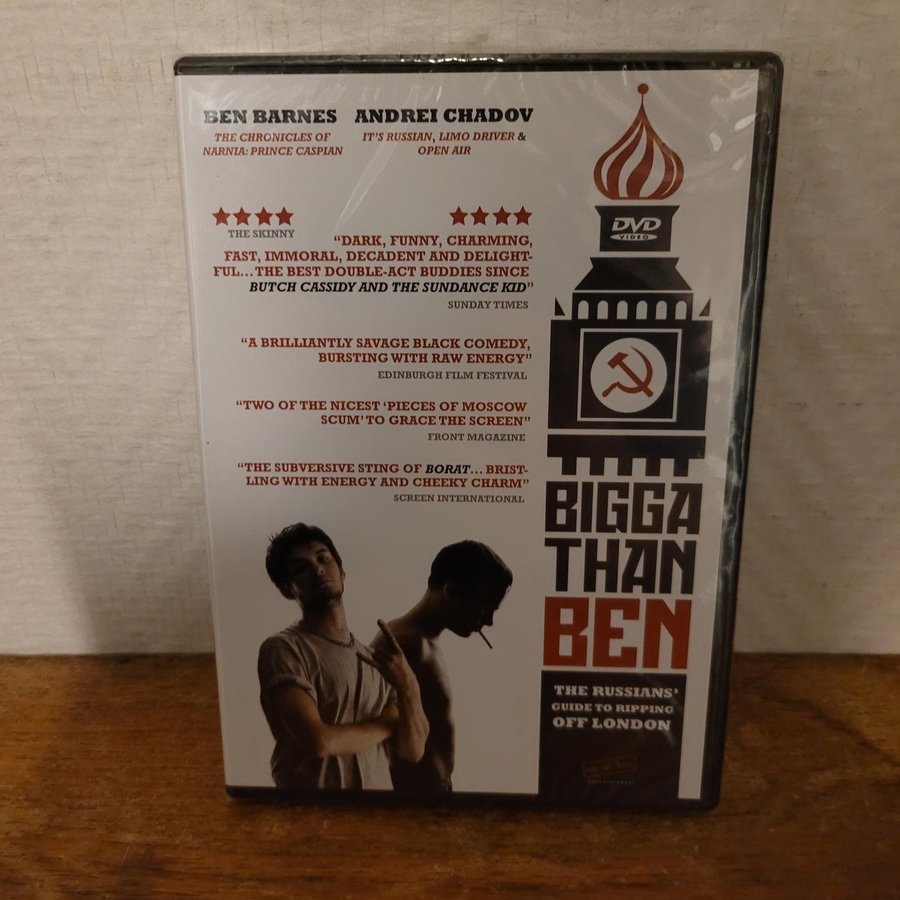 BEN BARNES
THE CHRONICLES OF
NARNIA: PRINCE CASPIAN
ANDREI CHADOV
IT'S RUSSIAN, LIMO DRIVER &
OPEN AIR
THE SKINNY
"DARK, FUNNY, CHARMING,
FAST, IMMORAL, DECADENT AND DELIGHT-
FUL... THE BEST DOUBLE-ACT BUDDIES SINCE
BUTCH CASSIDY AND THE SUNDANCE KID"
SUNDAY TIMES
"A BRILLIANTLY SAVAGE BLACK COMEDY,
BURSTING WITH RAW ENERGY"
EDINBURGH FILM FESTIVAL
"TWO OF THE NICEST 'PIECES OF MOSCOW
SCUM' TO GRACE THE SCREEN"
FRONT MAGAZINE
"THE SUBVERSIVE STING OF BORAT... BRIST-
LING WITH ENERGY AND CHEEKY CHARM"
SCREEN INTERNATIONAL
DVD
VIDEO
BIGGA
THAN
BEN
THE RUSSIANS'
GUIDE TO RIPPING
OFF LONDON
ENTERTAINMENT